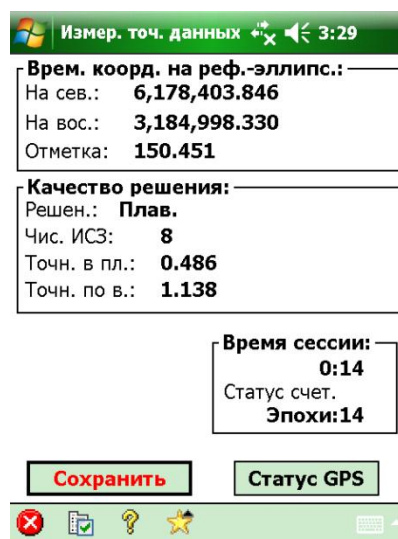 Измер. точ. данных 3:29
Врем. коорд. на реф.-эллипс.:
На сев.: 6,178,403.846
На вос.: 3,184,998.330
Отметка: 150.451
Качество решения:
Решен.: Плав.
Чис. ИСЗ: 8
Точн. в пл.: 0.486
Точн. по в.: 1.138
Время сессии:
0:14
Статус счет.
Эпохи:14
Сохранить Статус GPS